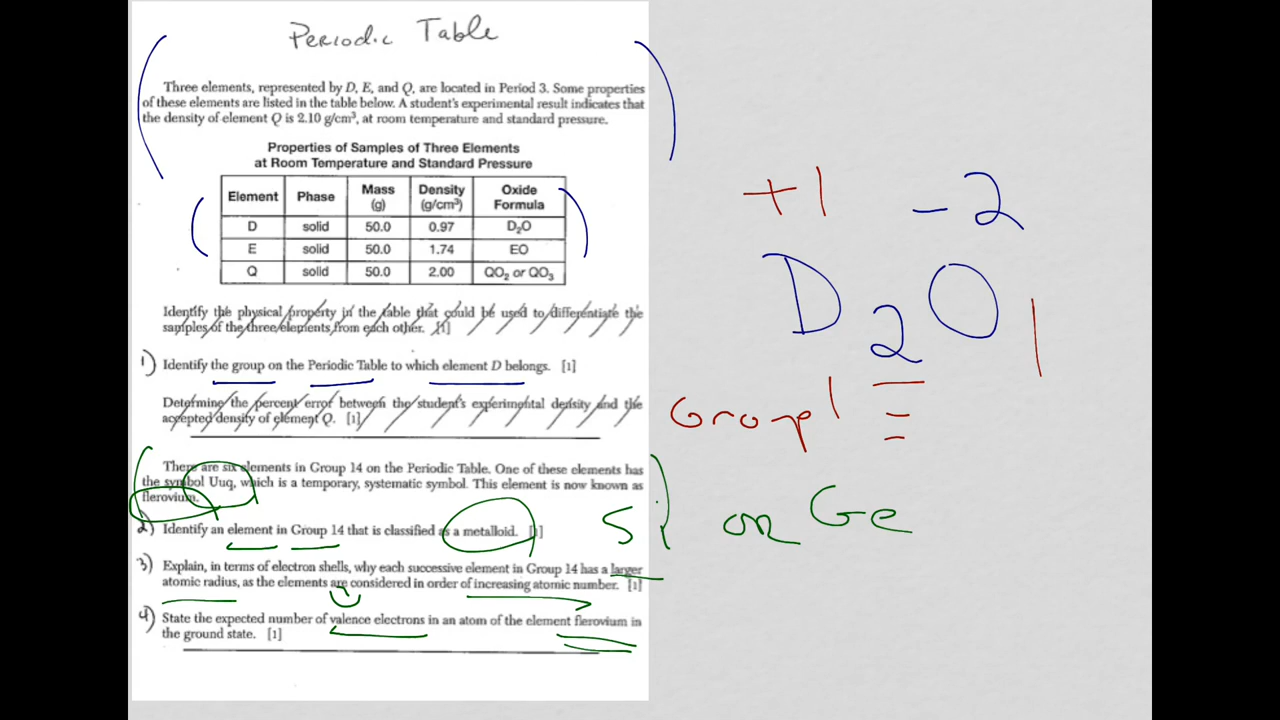 Periodic Table
Three elements, represented by D, E, and Q, are located in Period 3. Some properties
of these elements are listed in the table below. A student's experimental result indicates that
the density of element Q is 2.10 g/cm³, at room temperature and standard pressure.
Properties of Samples of Three Elements
at Room Temperature and Standard Pressure
Element Phase Mass (g) Density (g/cm³) Oxide Formula
D solid 50.0 0.97 D₂O
E solid 50.0 1.74 EO
Q solid 50.0 2.00 QO₂ or QO₃
Identify the physical property in the table that could be used to differentiate the
samples of the three elements from each other. [1]
1) Identify the group on the Periodic Table to which element D belongs. [1]
Determine the percent error between the student's experimental density and the
accepted density of element Q. [1]
There are six elements in Group 14 on the Periodic Table. One of these elements has
the symbol Uuq, which is a temporary, systematic symbol. This element is now known as
flerovium.
2) Identify an element in Group 14 that is classified as a metalloid. [1]
3) Explain, in terms of electron shells, why each successive element in Group 14 has a larger
atomic radius, as the elements are considered in order of increasing atomic number. [1]
4) State the expected number of valence electrons in an atom of the element flerovium in
the ground state. [1]
+1 -2
D₂O₁
Group 1
Si or Ge